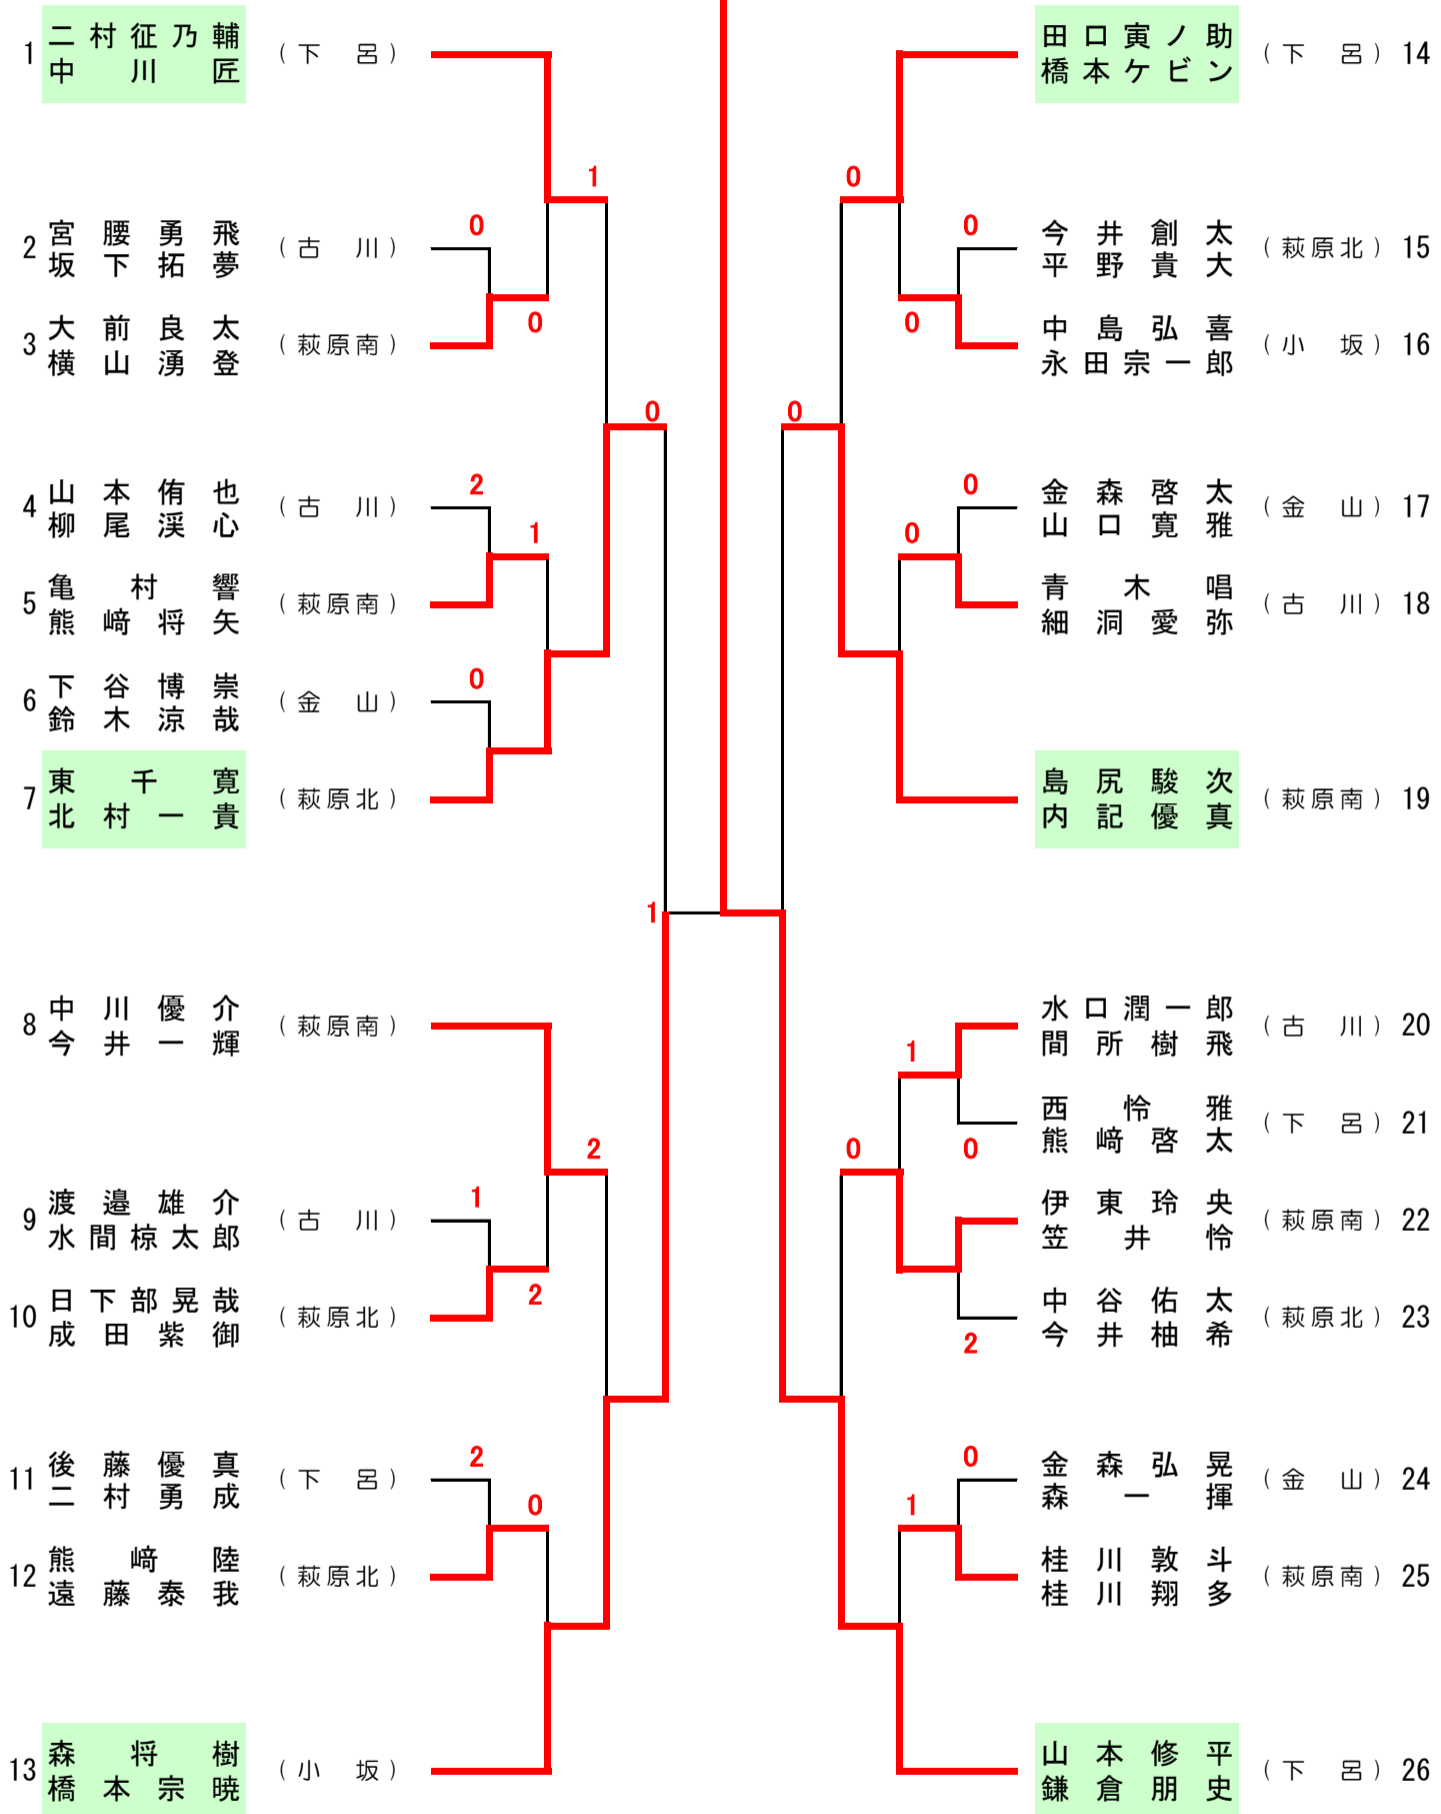 1 二村征乃輔 (下 呂)
中川匠
2 宮腰勇飛 (古 川)
坂下拓夢
3 大前良太 (萩原南)
横山湧登
4 山本侑也 (古 川)
柳尾渓心
5 亀村響 (萩原南)
熊﨑将矢
6 下谷博崇 (金 山)
鈴木涼哉
7 東千寛 (萩原北)
北村一貴
8 中川優介 (萩原南)
今井一輝
9 渡邉雄介 (古 川)
水間椋太郎
10 日下部晃哉 (萩原北)
成田紫御
11 後藤優真 (下 呂)
二村勇成
12 熊﨑陸 (萩原北)
遠藤泰我
13 森将樹 (小 坂)
橋本宗暁
1
0
0
0
2
1
0
1
2
1
2
2
0
0
0
0
0
0
0
0
1
0
0
2
0
1
田口寅ノ助 (下 呂) 14
橋本ケビン
今井創太 (萩原北) 15
平野貴大
中島弘喜 (小 坂) 16
永田宗一郎
金森啓太 (金 山) 17
山口寛雅
青木唱 (古 川) 18
細洞愛弥
島尻駿次 (萩原南) 19
内記優真
水口潤一郎 (古 川) 20
間所樹飛
西怜雅 (下 呂) 21
熊﨑啓太
伊東玲央 (萩原南) 22
笠井怜
中谷佑太 (萩原北) 23
今井柚希
金森弘晃 (金 山) 24
森一揮
桂川敦斗 (萩原南) 25
桂川翔多
山本修平 (下 呂) 26
鎌倉朋史